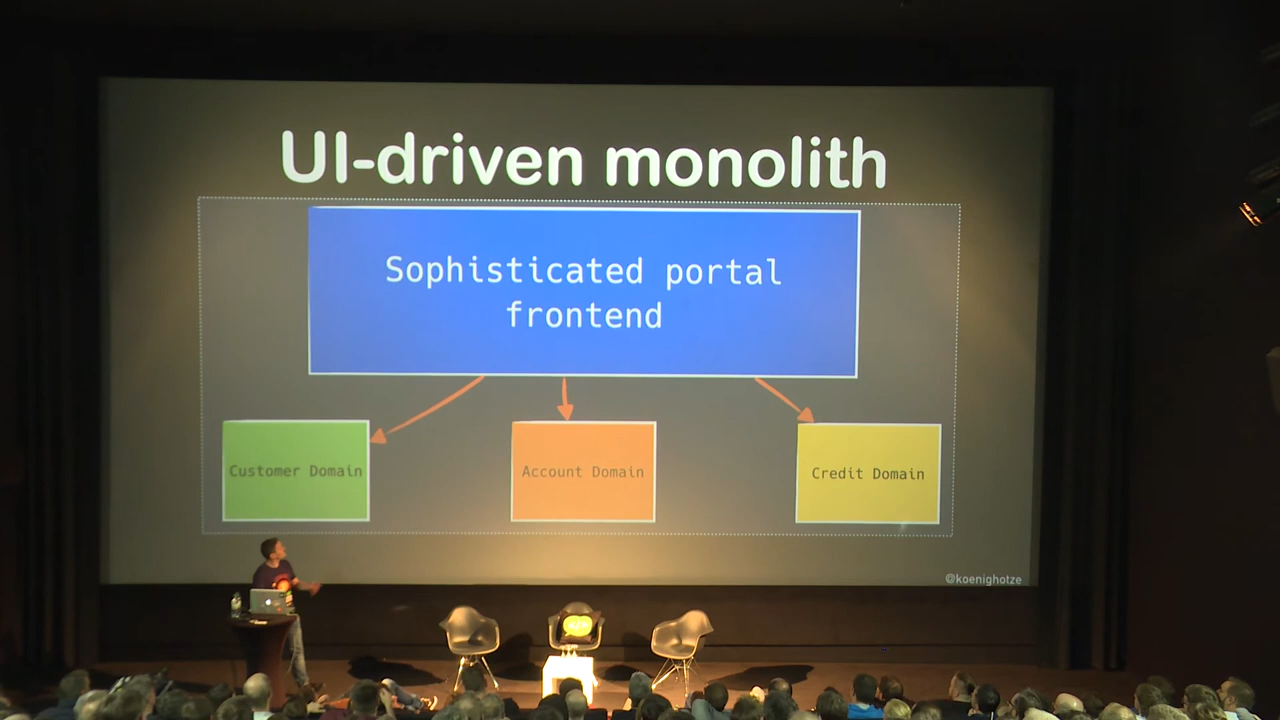 UI-driven monolith
Sophisticated portal
frontend
Customer Domain
Account Domain
Credit Domain
@koenighotze